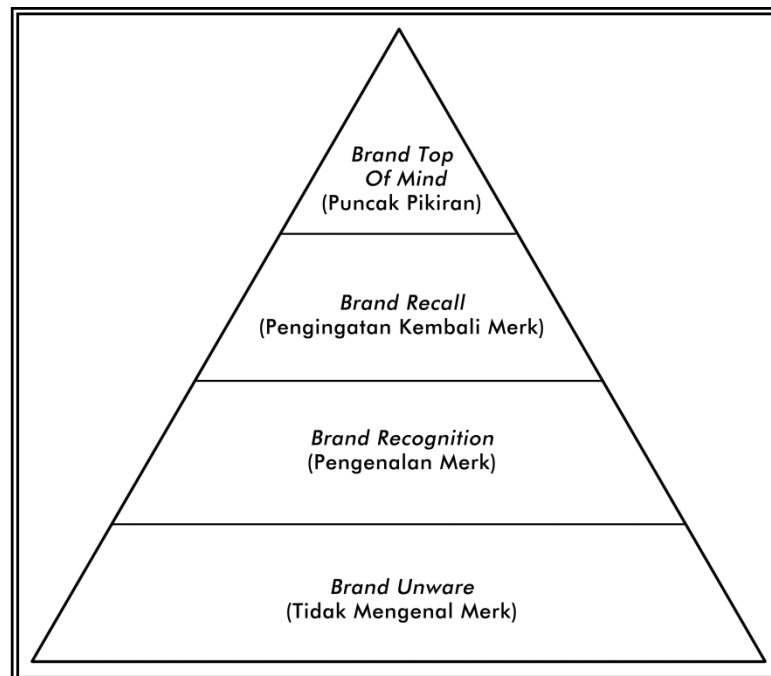 Brand Top
Of Mind
(Puncak Pikiran)
Brand Recall
(Pengingatan Kembali Merk)
Brand Recognition
(Pengenalan Merk)
Brand Unware
(Tidak Mengenal Merk)